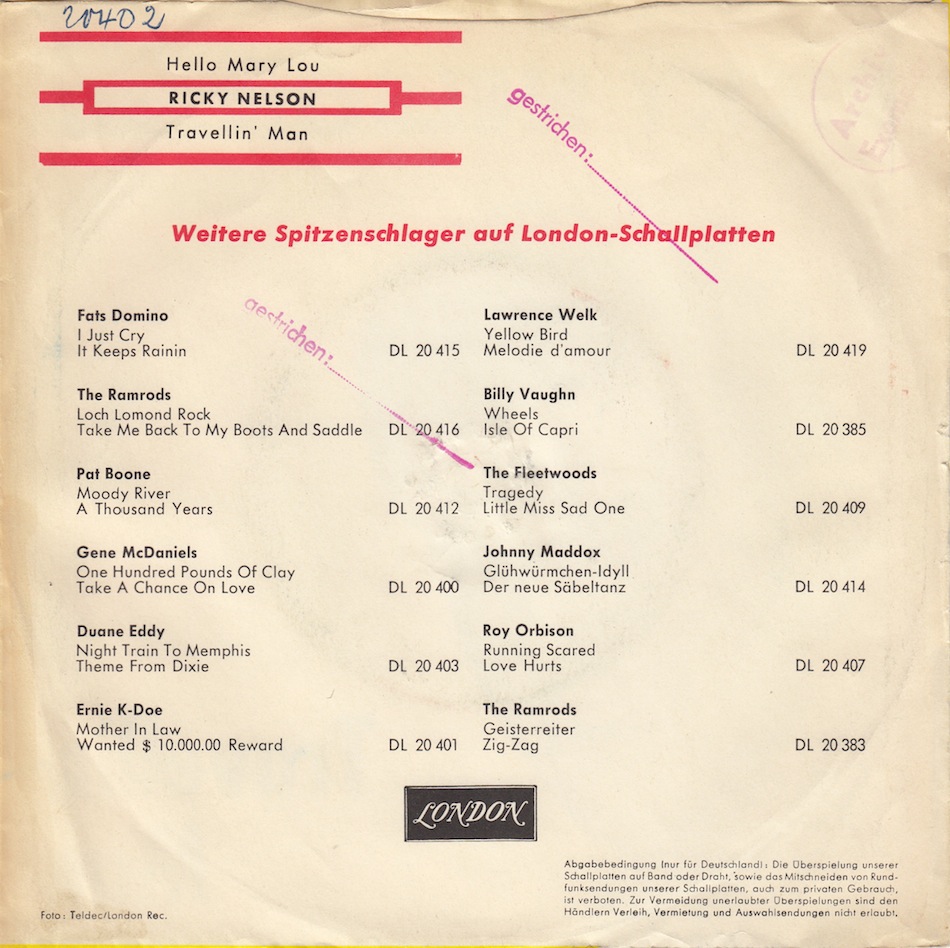 20402
Hello Mary Lou
RICKY NELSON
Travellin' Man
gestrichen:
Weitere Spitzenschlager auf London-Schallplatten
gestrichen:
Fats Domino
I Just Cry
It Keeps Rainin DL 20 415
The Ramrods
Loch Lomond Rock
Take Me Back To My Boots And Saddle DL 20 416
Pat Boone
Moody River
A Thousand Years DL 20 412
Gene McDaniels
One Hundred Pounds Of Clay
Take A Chance On Love DL 20 400
Duane Eddy
Night Train To Memphis
Theme From Dixie DL 20 403
Ernie K-Doe
Mother In Law
Wanted $ 10.000.00 Reward DL 20 401
Lawrence Welk
Yellow Bird
Melodie d'amour DL 20 419
Billy Vaughn
Wheels
Isle Of Capri DL 20 385
The Fleetwoods
Tragedy
Little Miss Sad One DL 20 409
Johnny Maddox
Glühwürmchen-Idyll
Der neue Säbeltanz DL 20 414
Roy Orbison
Running Scared
Love Hurts DL 20 407
The Ramrods
Geisterreiter
Zig-Zag DL 20 383
LONDON
Abgabebedingung (nur für Deutschland): Die Überspielung unserer
Schallplatten auf Band oder Draht, sowie das Mitschneiden von Rund-
funksendungen unserer Schallplatten, auch zum privaten Gebrauch,
ist verboten. Zur Vermeidung unerlaubter Überspielungen sind den
Händlern Verleih, Vermietung und Auswahlsendungen nicht erlaubt.
Foto: Teldec/London Rec.